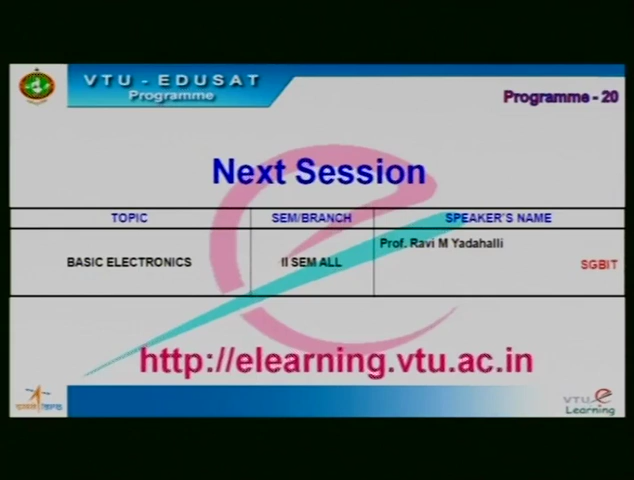 VTU - EDUSAT
Programme
Programme - 20
Next Session
TOPIC SEM/BRANCH SPEAKER'S NAME
BASIC ELECTRONICS II SEM ALL Prof. Ravi M Yadahalli
SGBIT
http://elearning.vtu.ac.in
VTU e
Learning